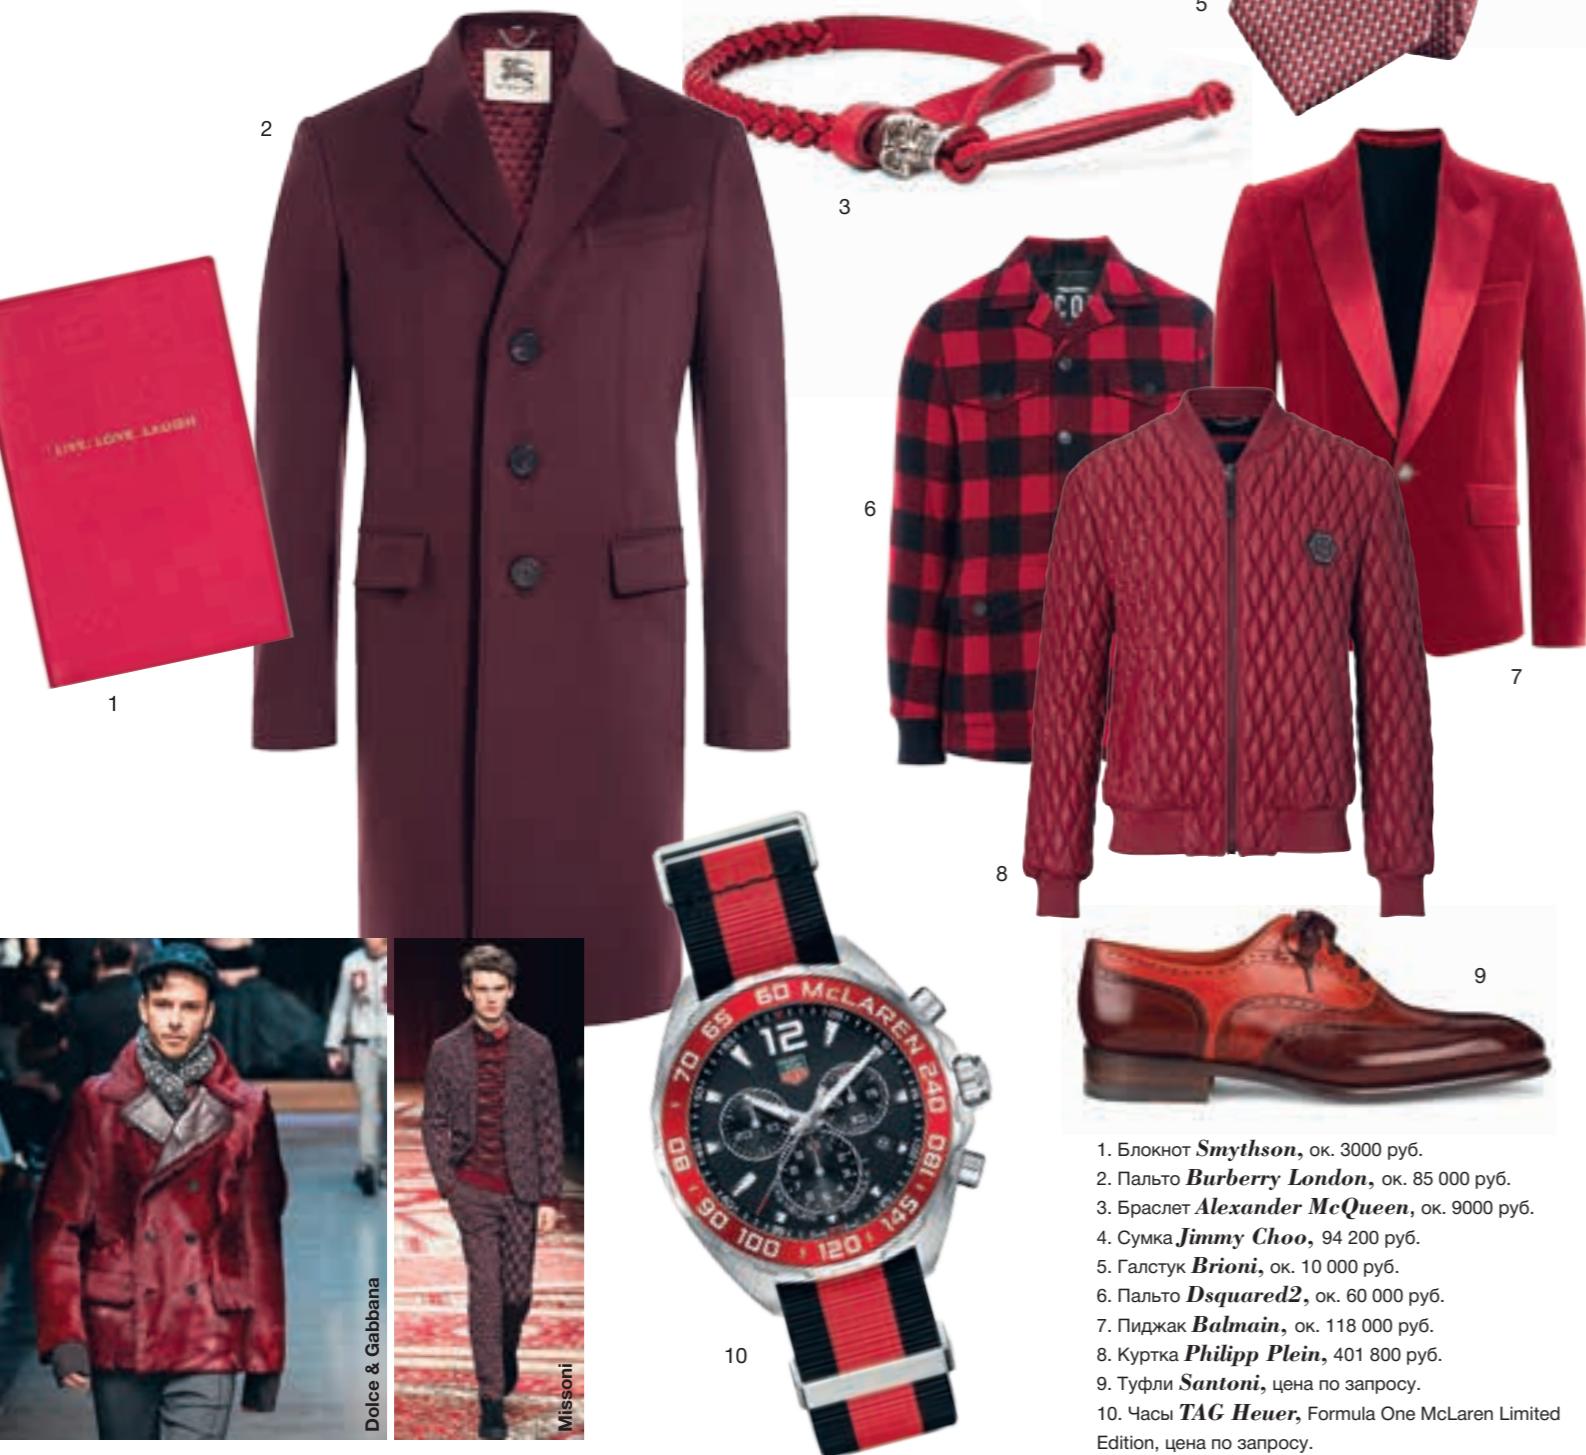 5
2
3
LIVE. LOVE. LAUGH
6
7
1
8
9
10
60 McLAREN 240 180 145 120 100 90 80 70 65
12
Dolce & Gabbana
Missoni
1. Блокнот Smythson, ок. 3000 руб.
2. Пальто Burberry London, ок. 85 000 руб.
3. Браслет Alexander McQueen, ок. 9000 руб.
4. Сумка Jimmy Choo, 94 200 руб.
5. Галстук Brioni, ок. 10 000 руб.
6. Пальто Dsquared2, ок. 60 000 руб.
7. Пиджак Balmain, ок. 118 000 руб.
8. Куртка Philipp Plein, 401 800 руб.
9. Туфли Santoni, цена по запросу.
10. Часы TAG Heuer, Formula One McLaren Limited
Edition, цена по запросу.